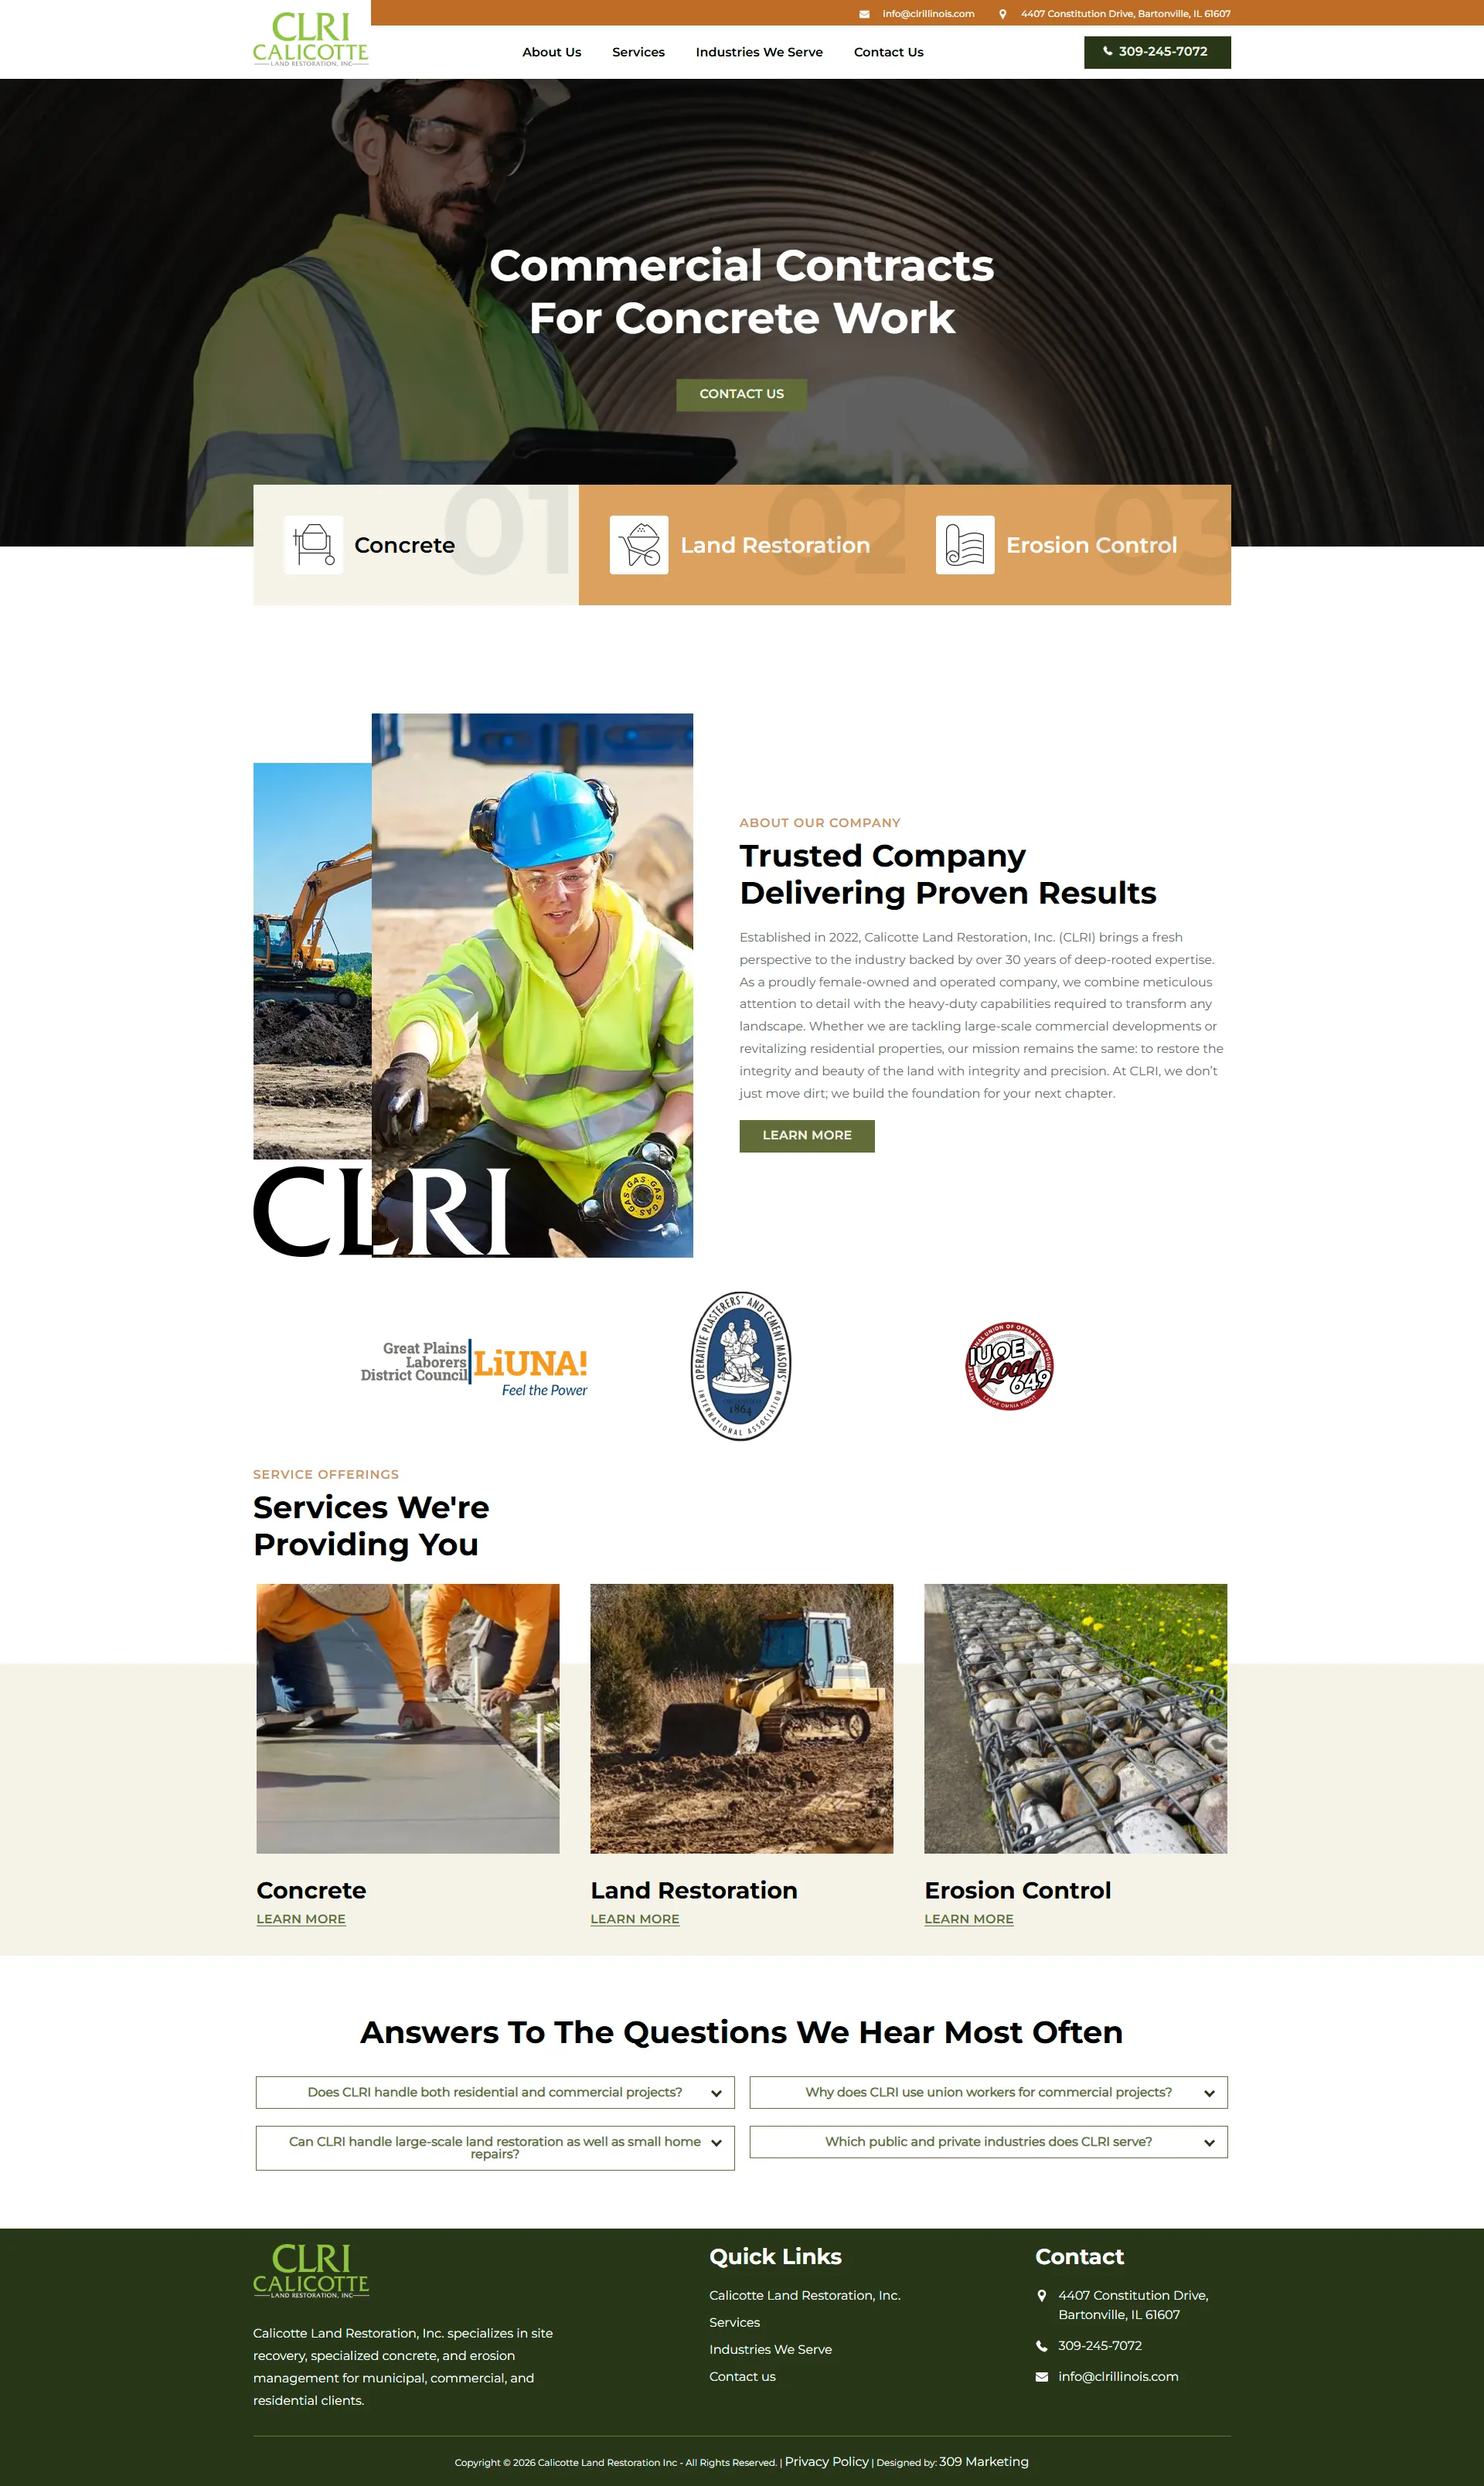 CLRI
CALICOTTE
LAND RESTORATION, INC
info@clrillinois.com
4407 Constitution Drive, Bartonville, IL 61607
About Us
Services
Industries We Serve
Contact Us
309-245-7072
Commercial Contracts
For Concrete Work
CONTACT US
01
Concrete
02
Land Restoration
03
Erosion Control
ABOUT OUR COMPANY
Trusted Company
Delivering Proven Results
Established in 2022, Calicotte Land Restoration, Inc. (CLRI) brings a fresh
perspective to the industry backed by over 30 years of deep-rooted expertise.
As a proudly female-owned and operated company, we combine meticulous
attention to detail with the heavy-duty capabilities required to transform any
landscape. Whether we are tackling large-scale commercial developments or
revitalizing residential properties, our mission remains the same: to restore the
integrity and beauty of the land with integrity and precision. At CLRI, we don’t
just move dirt; we build the foundation for your next chapter.
LEARN MORE
GAS GAS GAS GAS
CLRI
Great Plains
Laborers
District Council
LiUNA!
Feel the Power
OPERATIVE PLASTERERS' AND CEMENT MASONS'
INTERNATIONAL ASSOCIATION
1864
IUOE
Local
649
LABOR OMNIA VINCIT
SERVICE OFFERINGS
Services We're
Providing You
Concrete
LEARN MORE
Land Restoration
LEARN MORE
Erosion Control
LEARN MORE
Answers To The Questions We Hear Most Often
Does CLRI handle both residential and commercial projects?
Why does CLRI use union workers for commercial projects?
Can CLRI handle large-scale land restoration as well as small home
repairs?
Which public and private industries does CLRI serve?
CLRI
CALICOTTE
LAND RESTORATION, INC
Calicotte Land Restoration, Inc. specializes in site
recovery, specialized concrete, and erosion
management for municipal, commercial, and
residential clients.
Quick Links
Calicotte Land Restoration, Inc.
Services
Industries We Serve
Contact us
Contact
4407 Constitution Drive,
Bartonville, IL 61607
309-245-7072
info@clrillinois.com
Copyright © 2026 Calicotte Land Restoration Inc - All Rights Reserved. | Privacy Policy | Designed by: 309 Marketing